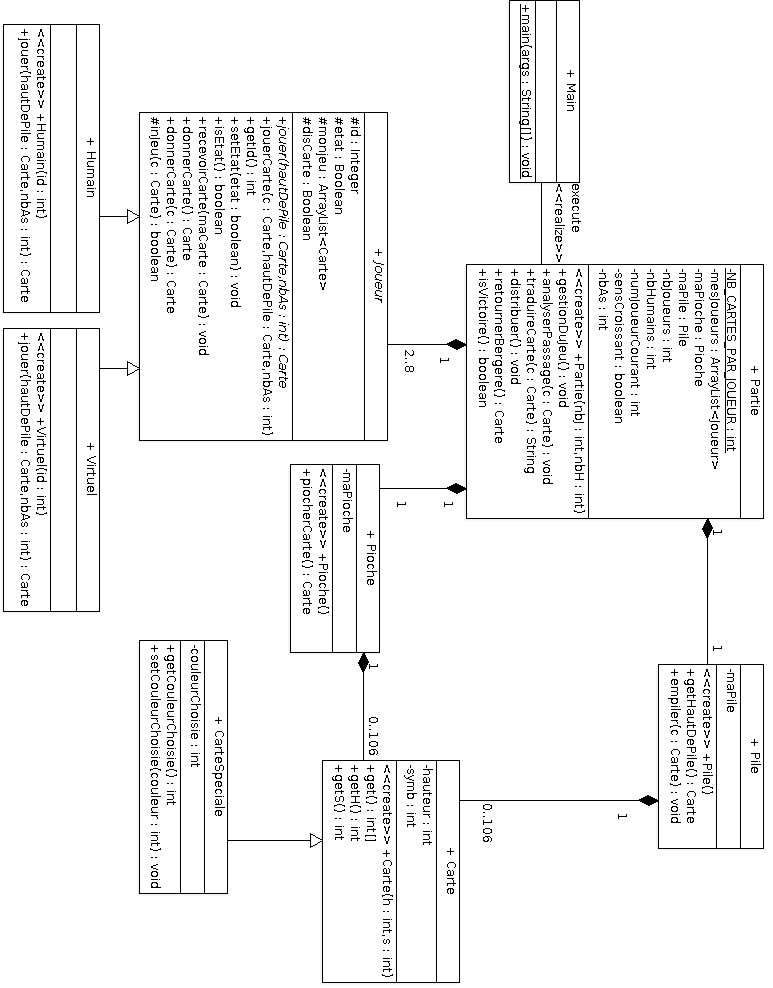 + Main
+main(args : String[]) : void
execute
<<realize>>
+ Partie
-NB_CARTES_PAR_JOUEUR : int
-mesJoueurs : ArrayList<Joueur>
-maPioche : Pioche
-maPile : Pile
-nbJoueurs : int
-nbHumains : int
-numJoueurCourant : int
-sensCroissant : boolean
-nbAs : int
<<create>> +Partie(nbJ : int,nbH : int)
+gestionDuJeu() : void
+analyserPassage(c : Carte) : void
+traduireCarte(c : Carte) : String
+distribuer() : void
+retournerBergere() : Carte
+isVictoire() : boolean
1
1
+ Pile
-maPile
<<create>> +Pile()
+getHautDePile() : Carte
+empiler(c : Carte) : void
1
0..106
1
2..8
1
1
+ Joueur
#id : Integer
#etat : Boolean
#monJeu : ArrayList<Carte>
#disCarte : Boolean
+jouer(hautDePile : Carte,nbAs : int) : Carte
+jouerCarte(c : Carte,hautDePile : Carte,nbAs : int)
+getId() : int
+setEtat(etat : boolean) : void
+isEtat() : boolean
+recevoirCarte(maCarte : Carte) : void
+donnerCarte() : Carte
+donnerCarte(c : Carte) : Carte
#inJeu(c : Carte) : boolean
+ Pioche
-maPioche
<<create>> +Pioche()
+piocherCarte() : Carte
1
0..106
+ Carte
-hauteur : int
-symb : int
<<create>> +Carte(h : int,s : int)
+get() : int[]
+getH() : int
+getS() : int
+ CarteSpeciale
-couleurChoisie : int
+getCouleurChoisie() : int
+setCouleurChoisie(couleur : int) : void
+ Humain
<<create>> +Humain(id : int)
+jouer(hautDePile : Carte,nbAs : int) : Carte
+ Virtuel
<<create>> +Virtuel(id : int)
+jouer(hautDePile : Carte,nbAs : int) : Carte